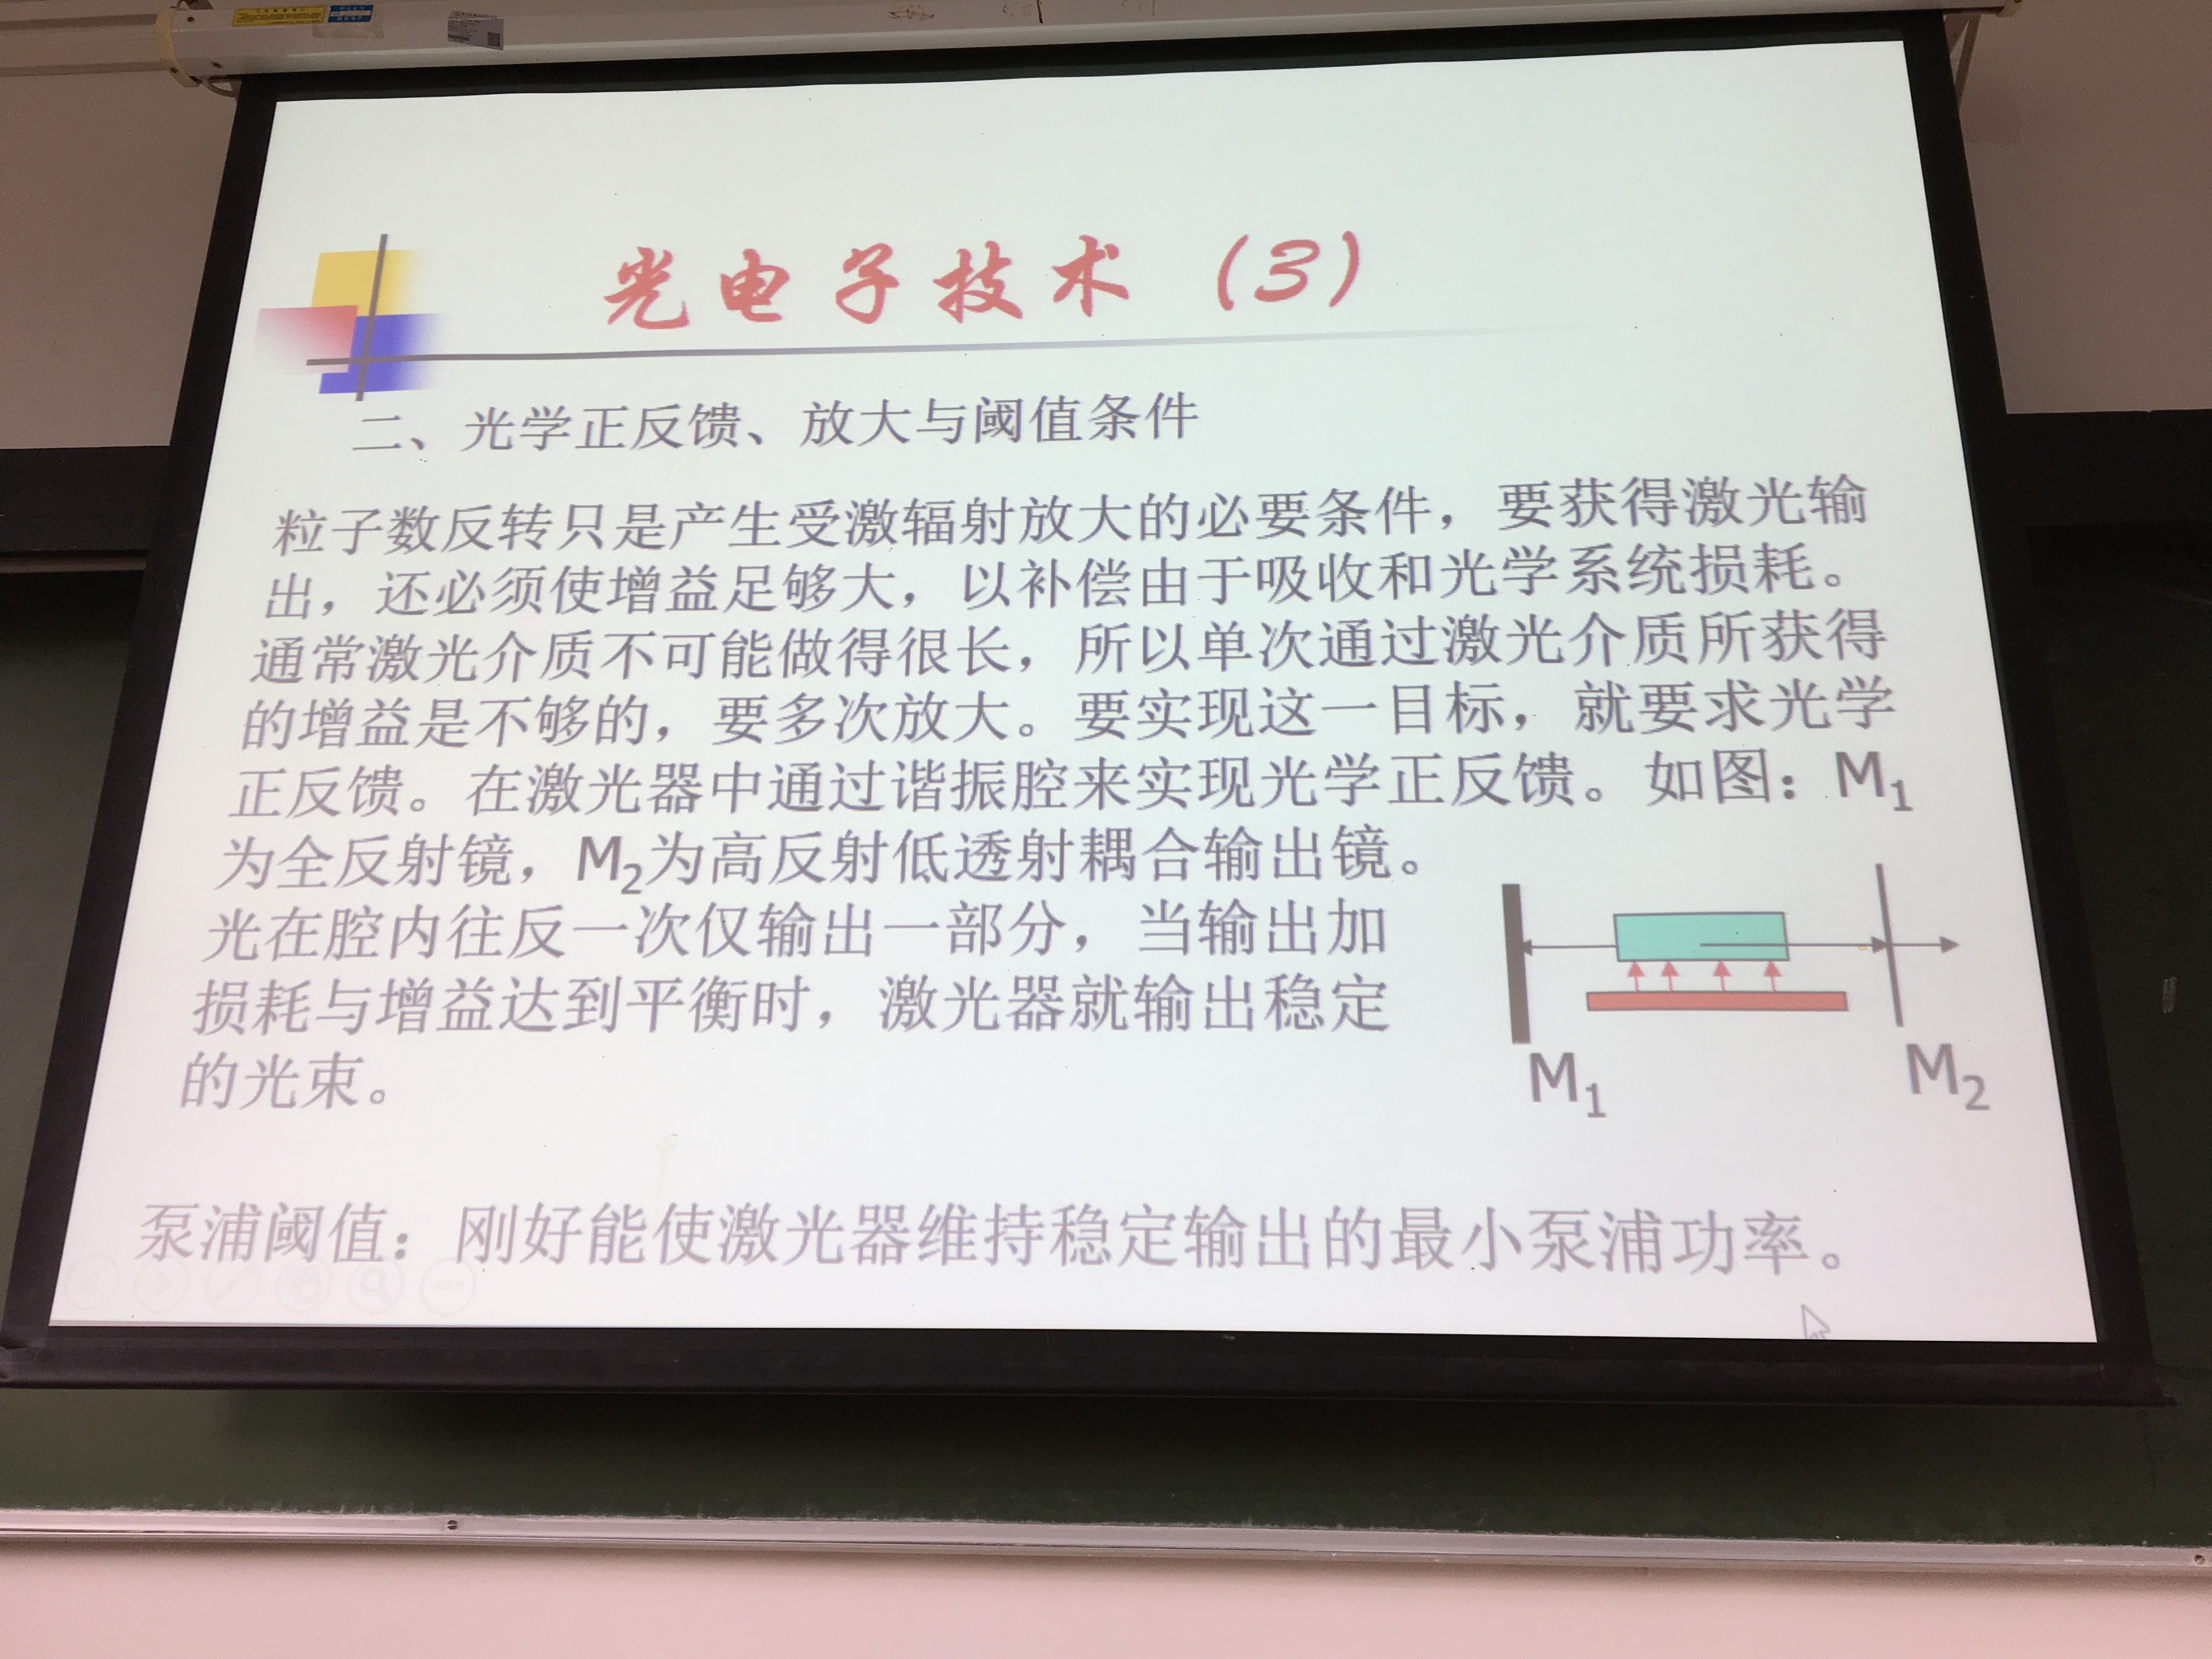 光电子技术（3）
二、光学正反馈、放大与阈值条件
粒子数反转只是产生受激辐射放大的必要条件，要获得激光输
出，还必须使增益足够大，以补偿由于吸收和光学系统损耗。
通常激光介质不可能做得很长，所以单次通过激光介质所获得
的增益是不够的，要多次放大。要实现这一目标，就要求光学
正反馈。在激光器中通过谐振腔来实现光学正反馈。如图：M1
为全反射镜，M2为高反射低透射耦合输出镜。
光在腔内往反一次仅输出一部分，当输出加
损耗与增益达到平衡时，激光器就输出稳定
的光束。
M1
M2
泵浦阈值：刚好能使激光器维持稳定输出的最小泵浦功率。